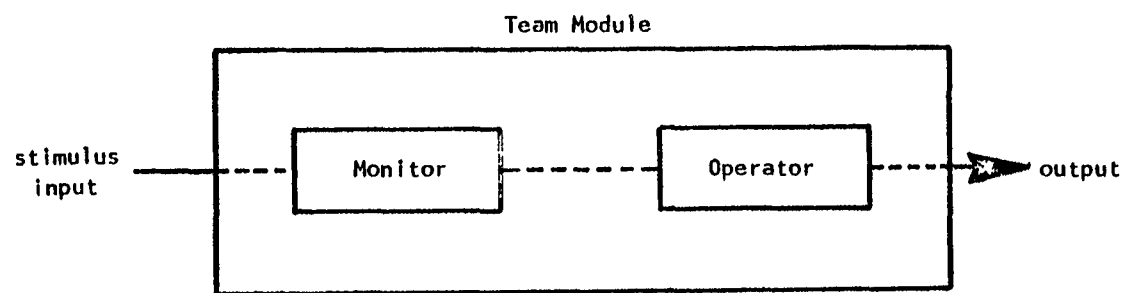 Team Module
stimulus
input
Monitor
Operator
output